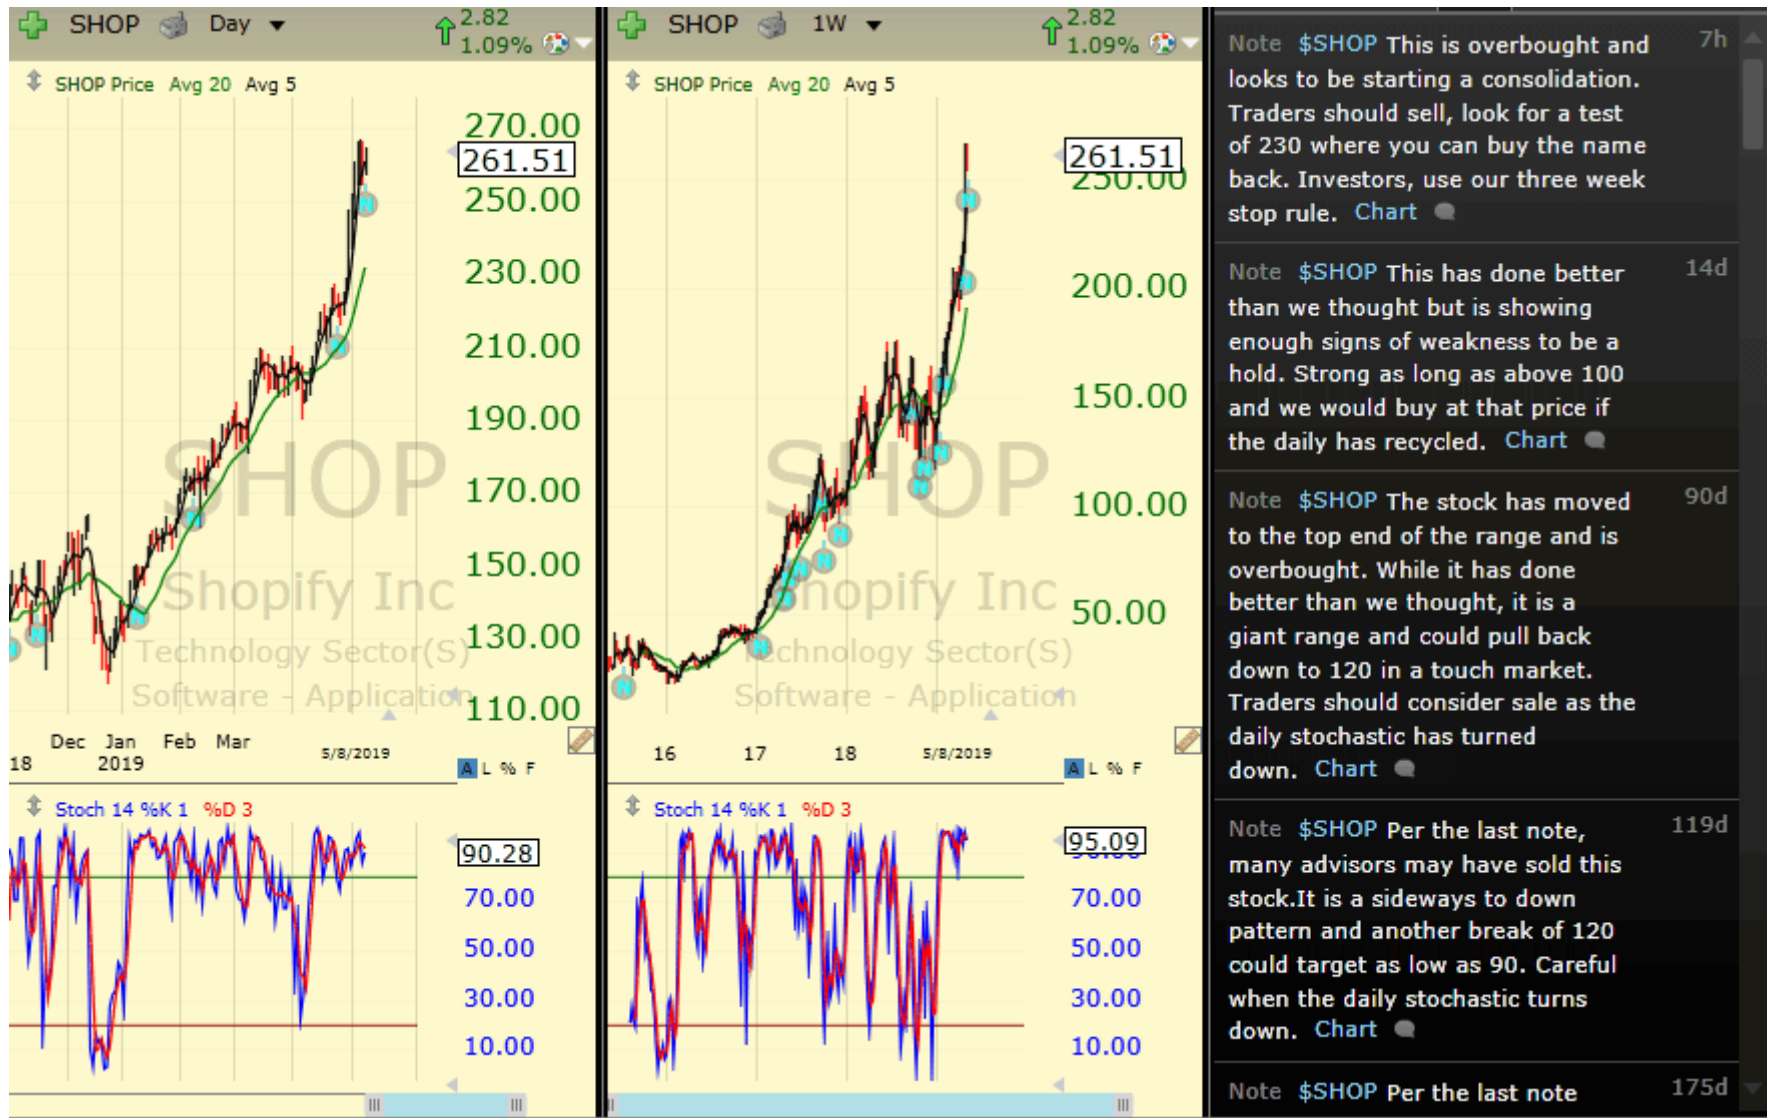 SHOP Day 2.82
1.09%
SHOP Price Avg 20 Avg 5
270.00
261.51
250.00
230.00
210.00
190.00
170.00
150.00
130.00
110.00
SHOP
Shopify Inc
Technology Sector(S)
Software - Application
Dec Jan Feb Mar 5/8/2019
18 2019
A L % F
Stoch 14 %K 1 %D 3
90.28
70.00
50.00
30.00
10.00
SHOP 1W 2.82
1.09%
SHOP Price Avg 20 Avg 5
261.51
250.00
200.00
150.00
100.00
50.00
SHOP
Shopify Inc
Technology Sector(S)
Software - Application
16 17 18 5/8/2019
A L % F
Stoch 14 %K 1 %D 3
95.09
90.00
70.00
50.00
30.00
10.00
Note $SHOP This is overbought and 7h
looks to be starting a consolidation.
Traders should sell, look for a test
of 230 where you can buy the name
back. Investors, use our three week
stop rule. Chart
Note $SHOP This has done better 14d
than we thought but is showing
enough signs of weakness to be a
hold. Strong as long as above 100
and we would buy at that price if
the daily has recycled. Chart
Note $SHOP The stock has moved 90d
to the top end of the range and is
overbought. While it has done
better than we thought, it is a
giant range and could pull back
down to 120 in a touch market.
Traders should consider sale as the
daily stochastic has turned
down. Chart
Note $SHOP Per the last note, 119d
many advisors may have sold this
stock.It is a sideways to down
pattern and another break of 120
could target as low as 90. Careful
when the daily stochastic turns
down. Chart
Note $SHOP Per the last note 175d